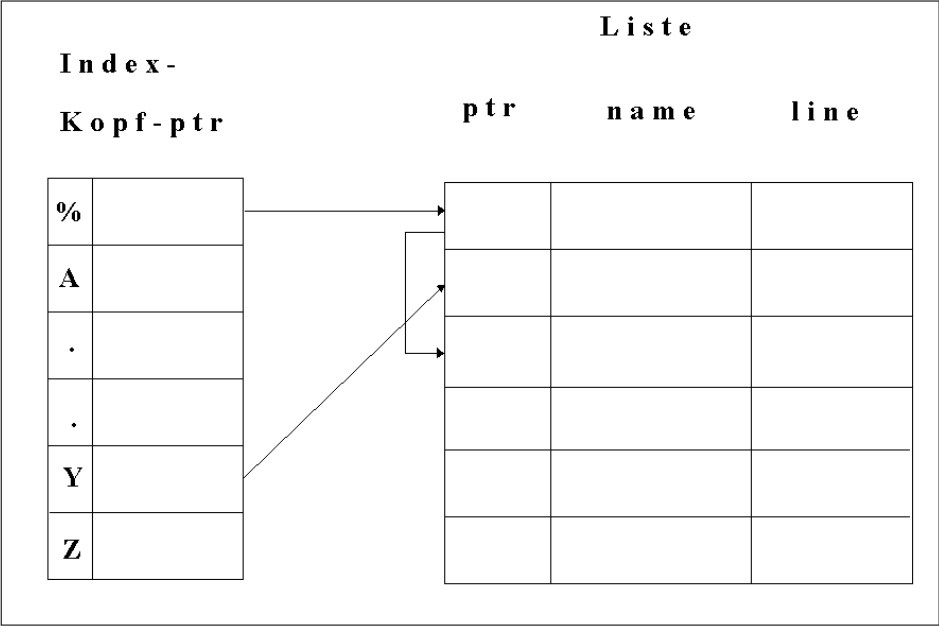 Liste
Index-
Kopf-ptr
ptr name line
%
A
.
.
Y
Z